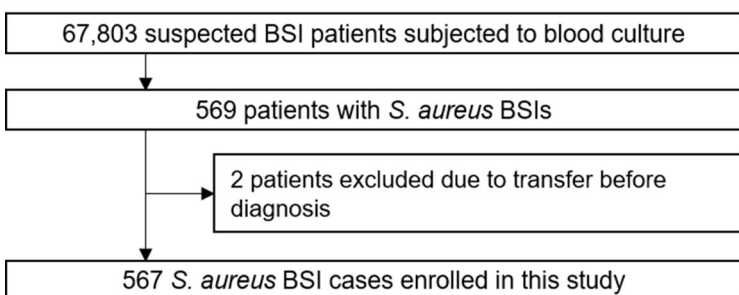 67,803 suspected BSI patients subjected to blood culture
569 patients with S. aureus BSIs
2 patients excluded due to transfer before
diagnosis
567 S. aureus BSI cases enrolled in this study